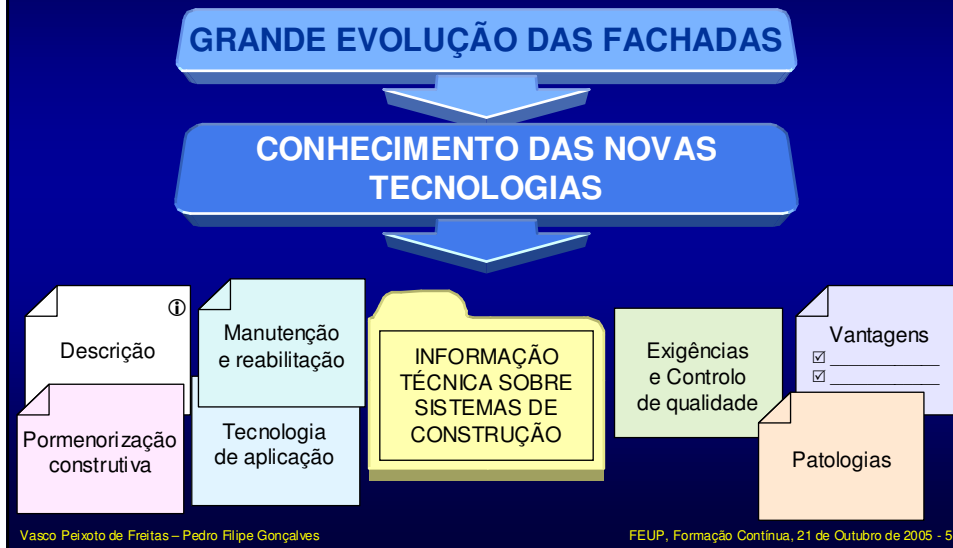 GRANDE EVOLUÇÃO DAS FACHADAS
CONHECIMENTO DAS NOVAS
TECNOLOGIAS
Descrição
Manutenção
e reabilitação
Pormenorização
construtiva
Tecnologia
de aplicação
INFORMAÇÃO
TÉCNICA SOBRE
SISTEMAS DE
CONSTRUÇÃO
Exigências
e Controlo
de qualidade
Vantagens
Patologias
Vasco Peixoto de Freitas – Pedro Filipe Gonçalves
FEUP, Formação Contínua, 21 de Outubro de 2005 - 5